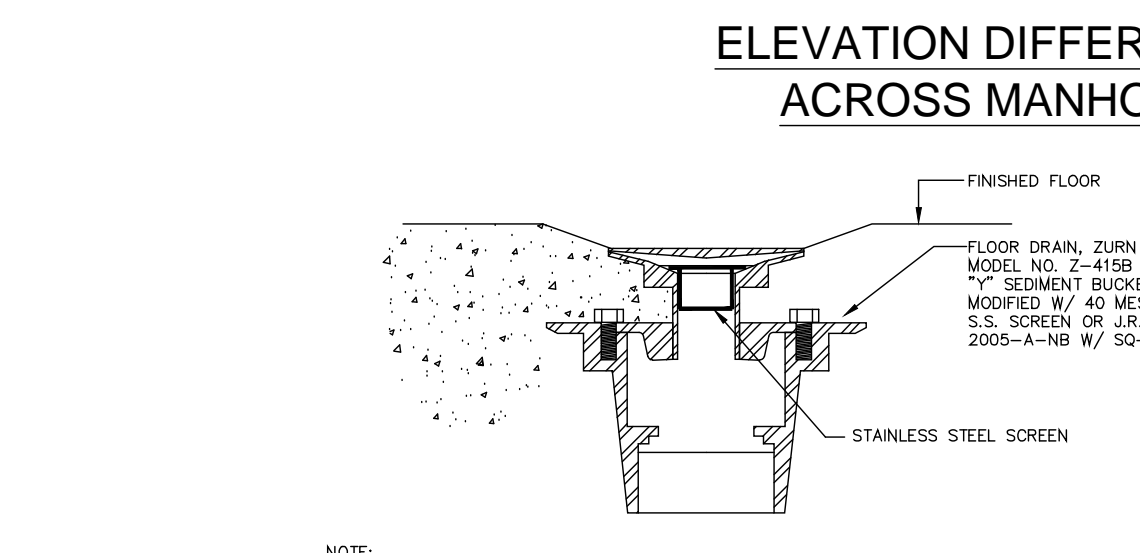 ELEVATION DIFFER
ACROSS MANHO
FINISHED FLOOR
FLOOR DRAIN, ZURN
MODEL NO. Z-415B
"Y" SEDIMENT BUCKE
MODIFIED W/ 40 MES
S.S. SCREEN OR J.R.
2005-A-NB W/ SQ-
STAINLESS STEEL SCREEN
NOTE: